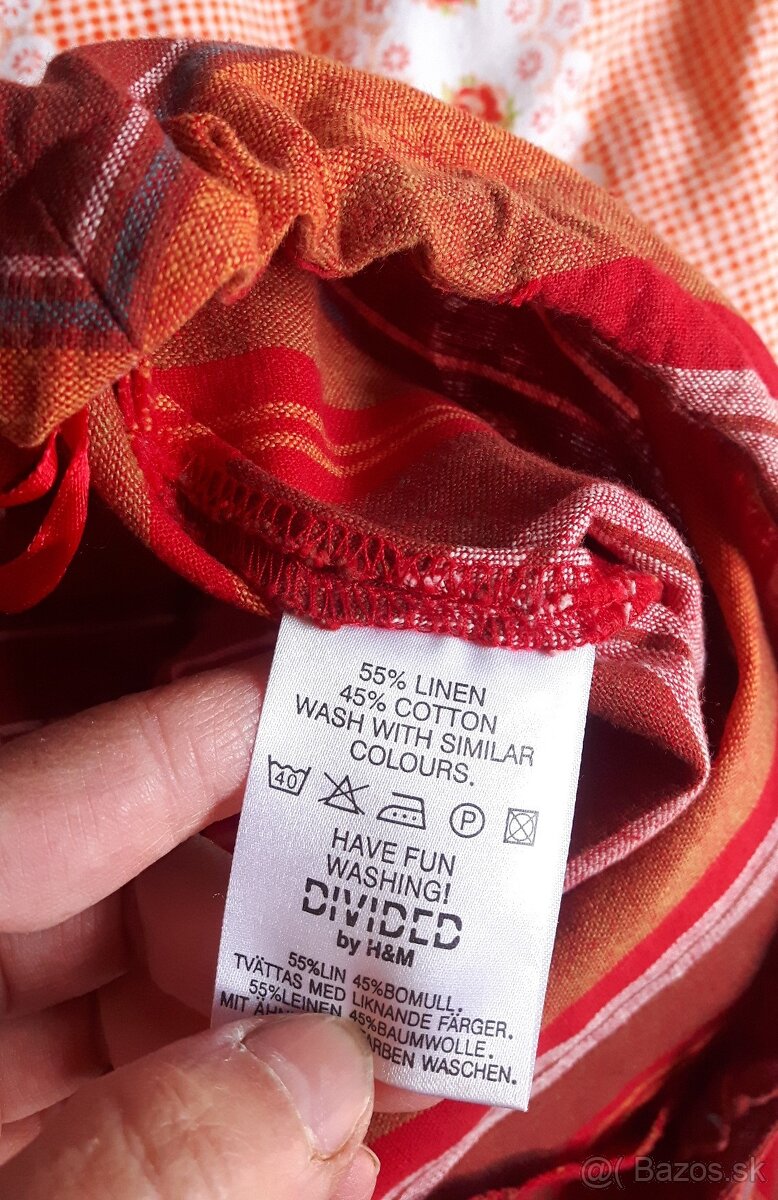 55% LINEN
45% COTTON
WASH WITH SIMILAR
COLOURS.
40 P
HAVE FUN
WASHING!
DIVIDED
by H&M
55%LIN 45%BOMULL.
TVÄTTAS MED LIKNANDE FÄRGER.
55%LEINEN 45%BAUMWOLLE.
MIT WASCHEN.
@( Bazos.sk